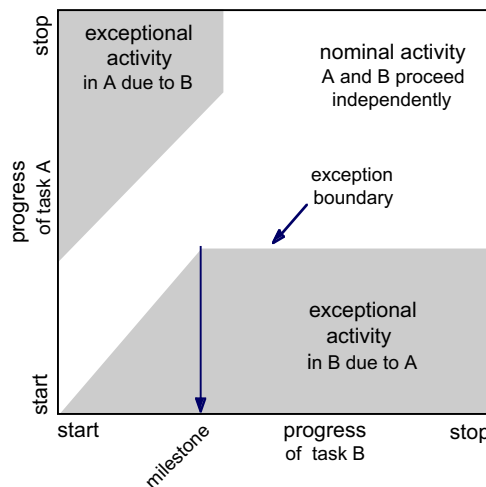 stop
exceptional
activity
in A due to B
nominal activity
A and B proceed
independently
progress
of task A
exception
boundary
exceptional
activity
in B due to A
start
start
milestone
progress
of task B
stop